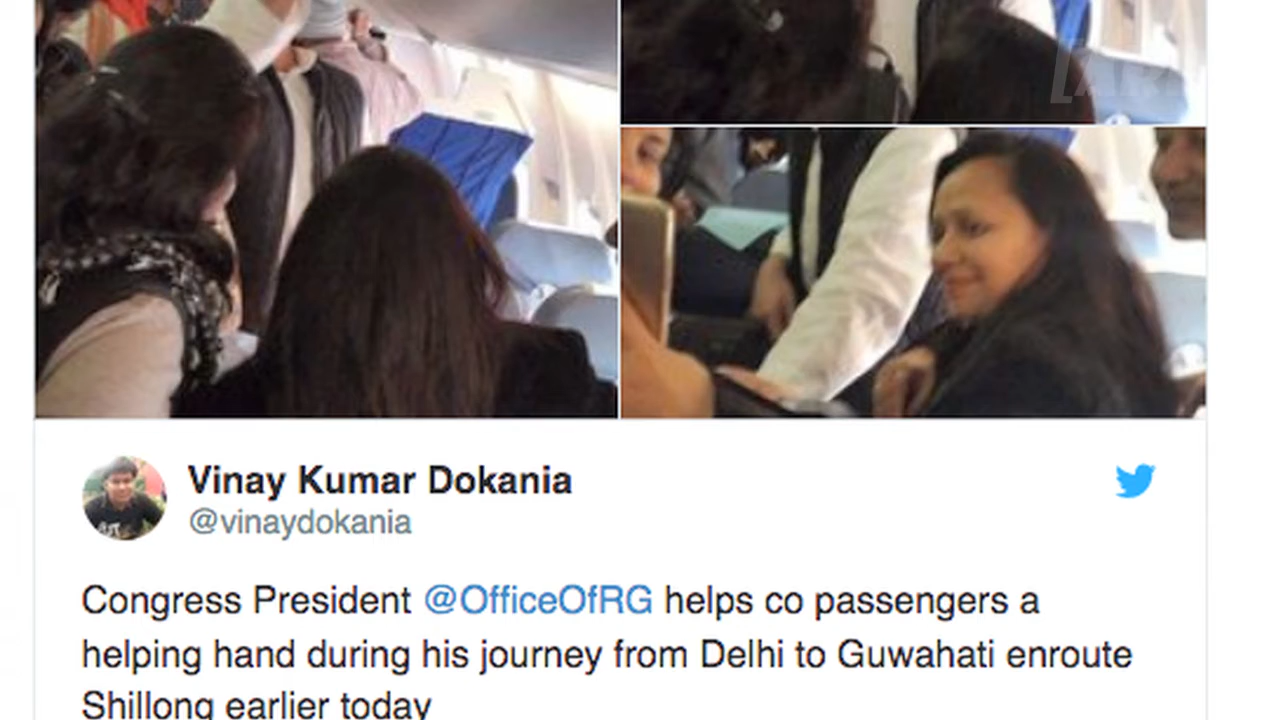 Vinay Kumar Dokania
@vinaydokania
Congress President @OfficeOfRG helps co passengers a
helping hand during his journey from Delhi to Guwahati enroute
Shillong earlier today